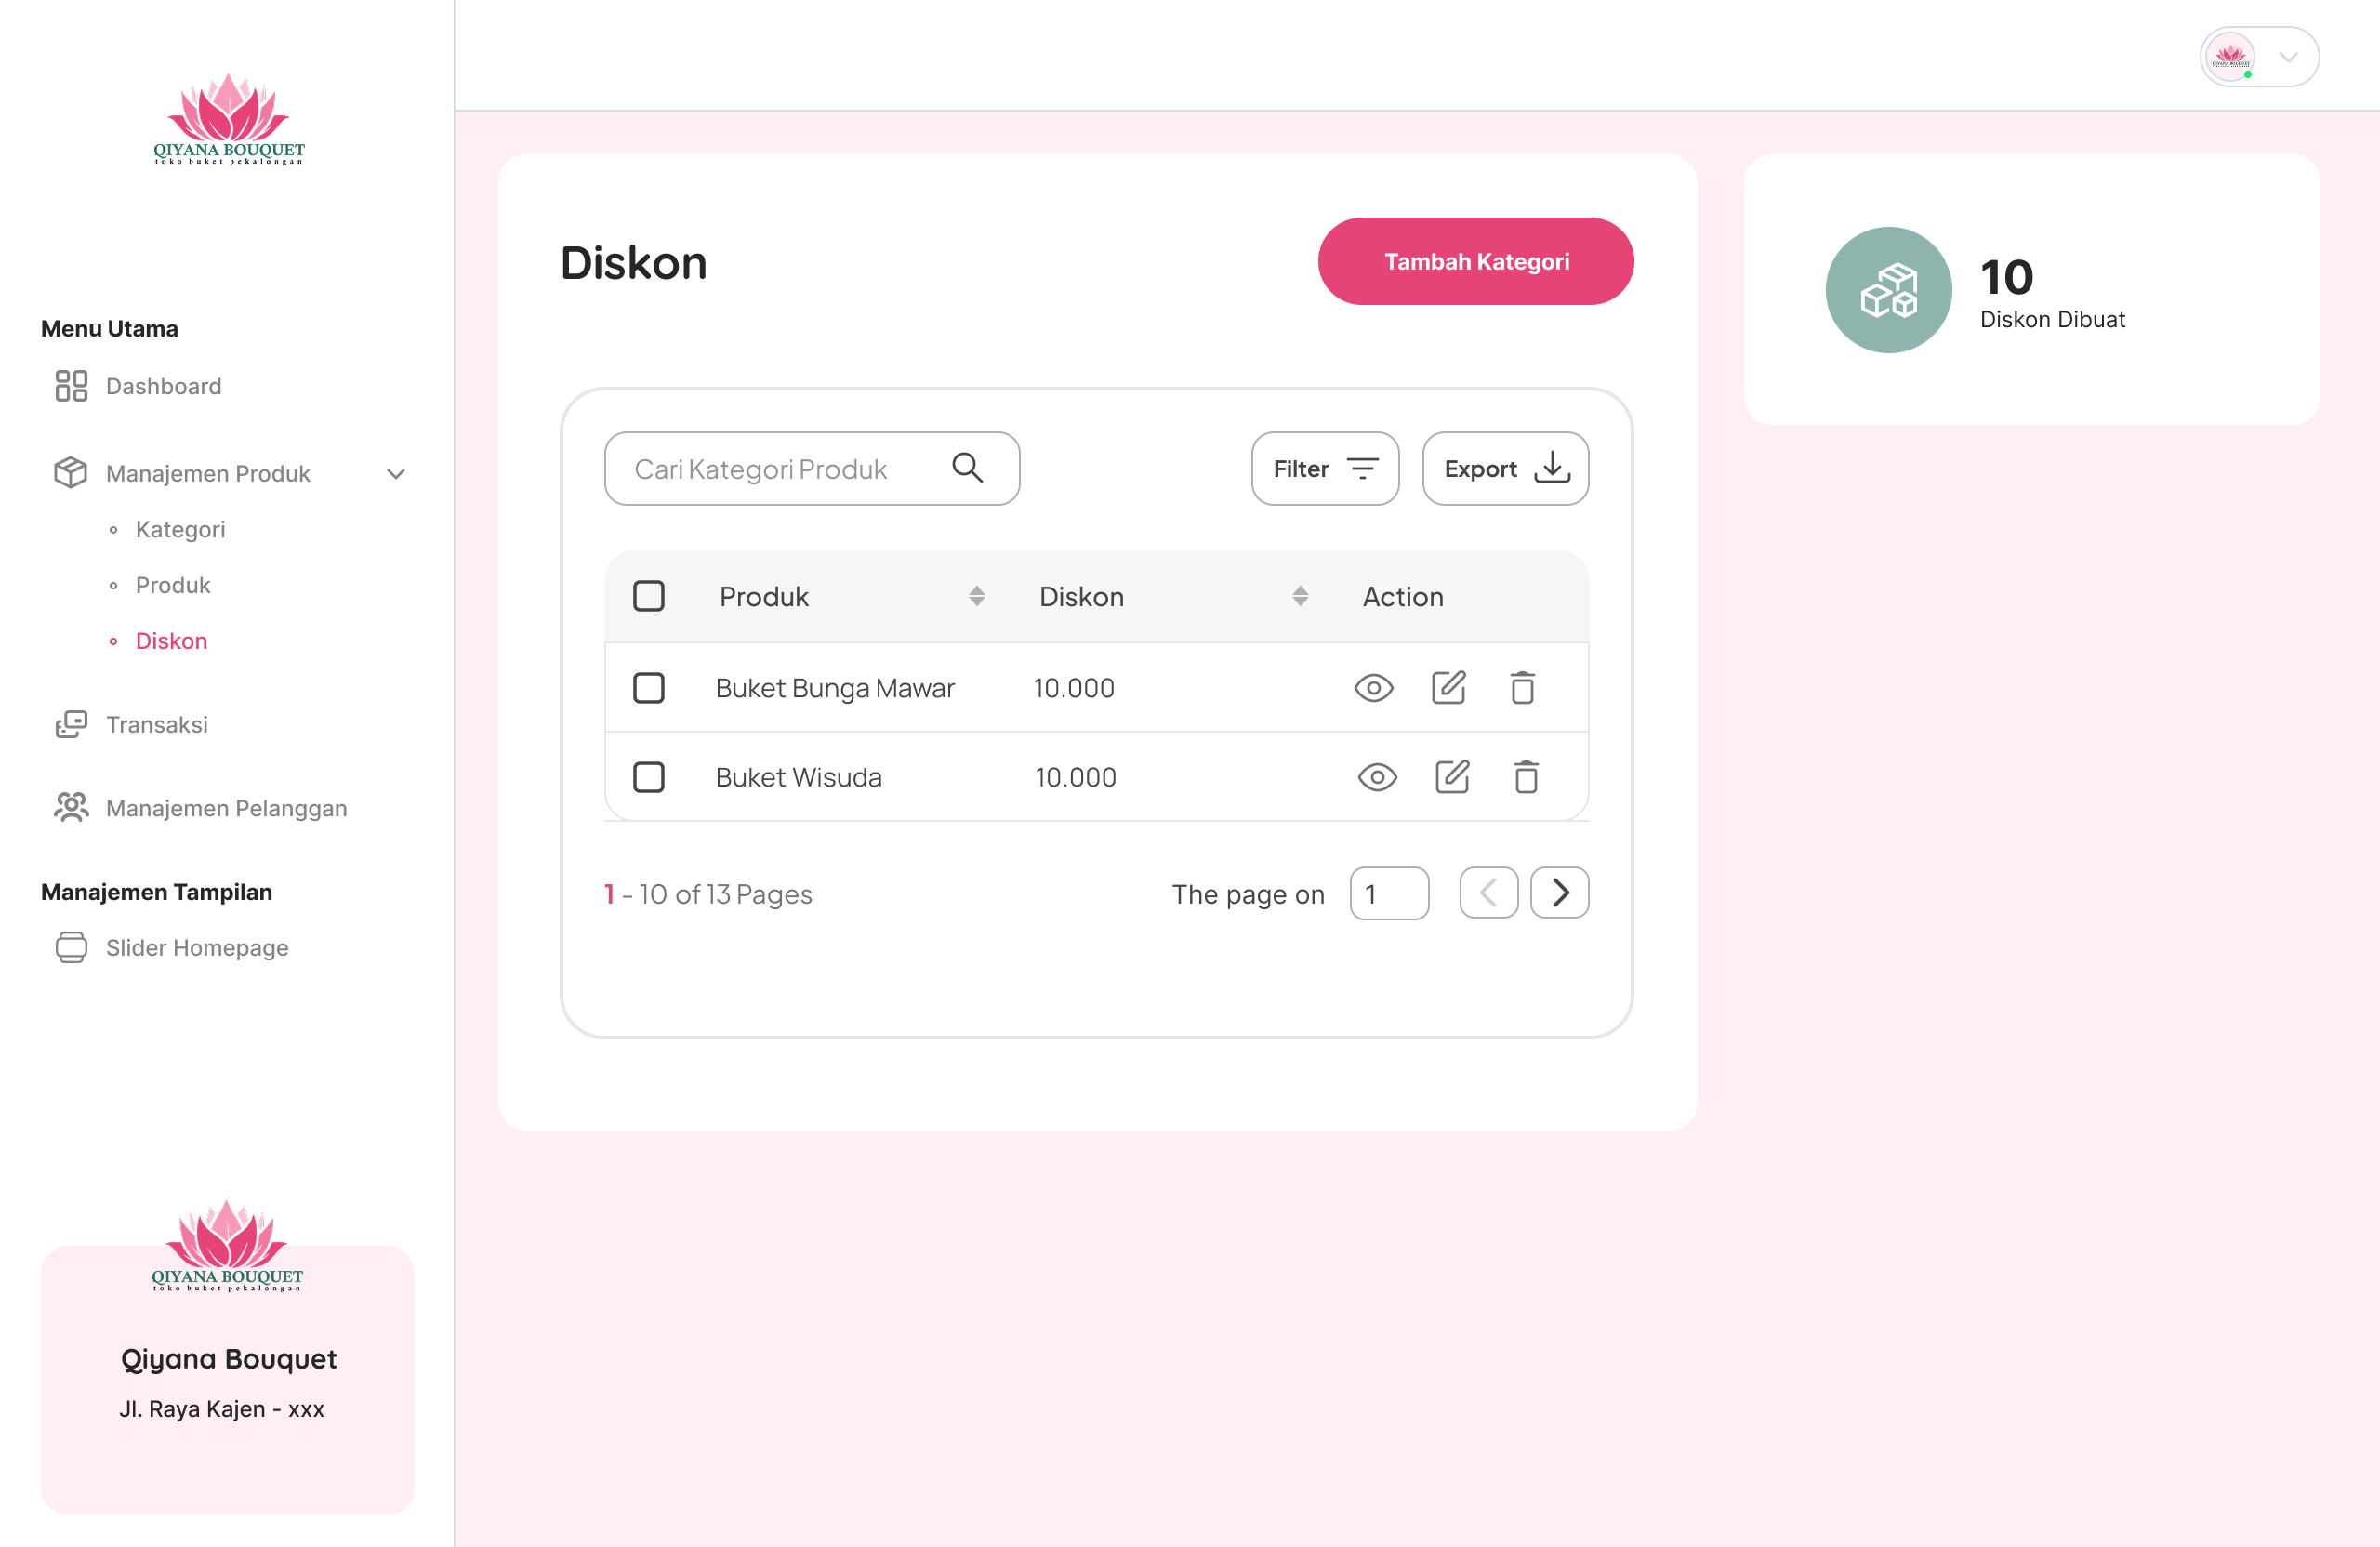 QIYANA BOUQUET
toko buket pekalongan
Menu Utama
Dashboard
Manajemen Produk
Kategori
Produk
Diskon
Transaksi
Manajemen Pelanggan
Manajemen Tampilan
Slider Homepage
QIYANA BOUQUET
toko buket pekalongan
Qiyana Bouquet
Jl. Raya Kajen - xxx
Diskon
Tambah Kategori
Cari Kategori Produk
Filter
Export
Produk Diskon Action
Buket Bunga Mawar 10.000
Buket Wisuda 10.000
1 - 10 of 13 Pages
The page on 1
10
Diskon Dibuat